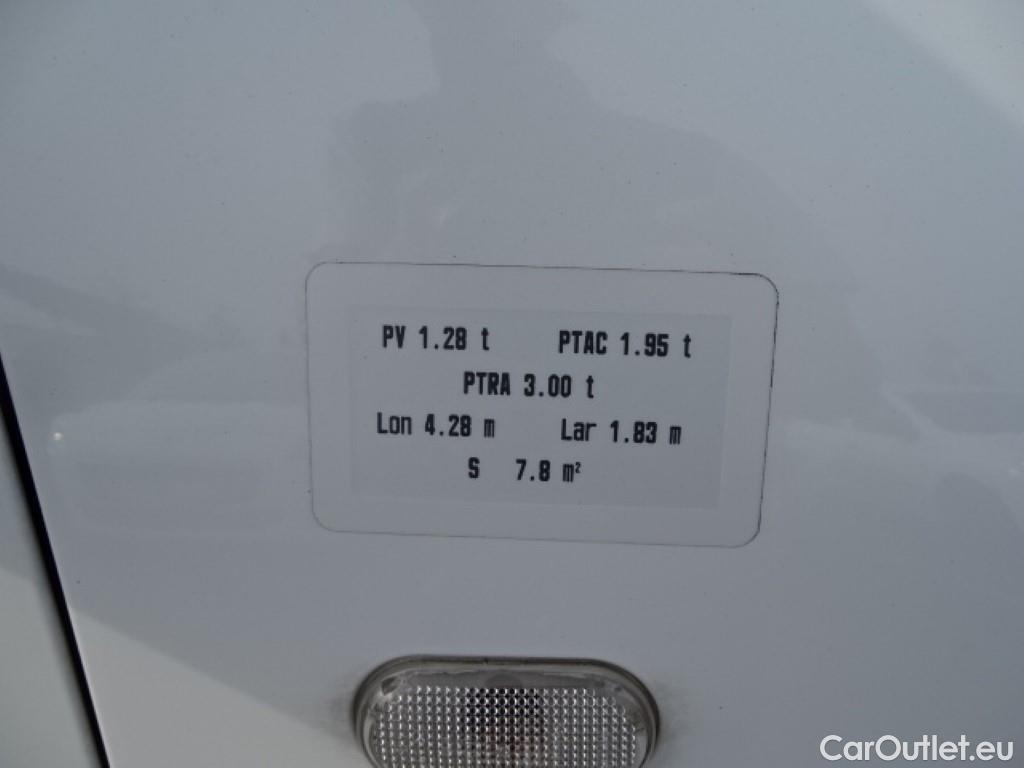 PV 1.28 t PTAC 1.95 t
PTRA 3.00 t
Lon 4.28 m Lar 1.83 m
S 7.8 m²
CarOutlet.eu